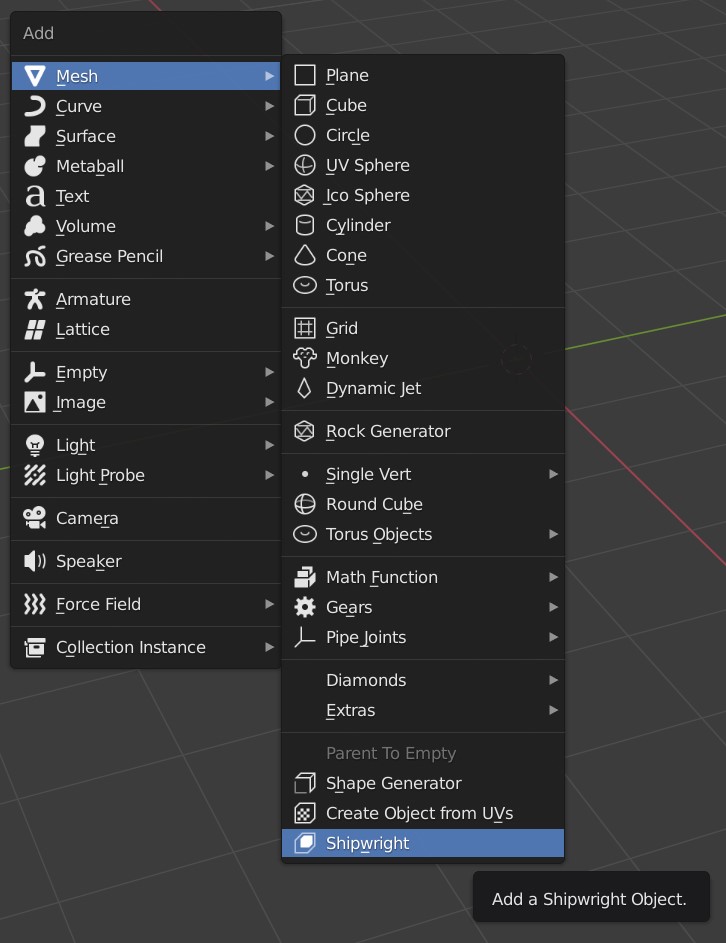 Add
Mesh
Curve
Surface
Metaball
Text
Volume
Grease Pencil
Armature
Lattice
Empty
Image
Light
Light Probe
Camera
Speaker
Force Field
Collection Instance
Plane
Cube
Circle
UV Sphere
Ico Sphere
Cylinder
Cone
Torus
Grid
Monkey
Dynamic Jet
Rock Generator
Single Vert
Round Cube
Torus Objects
Math Function
Gears
Pipe Joints
Diamonds
Extras
Parent To Empty
Shape Generator
Create Object from UVs
Shipwright
Add a Shipwright Object.